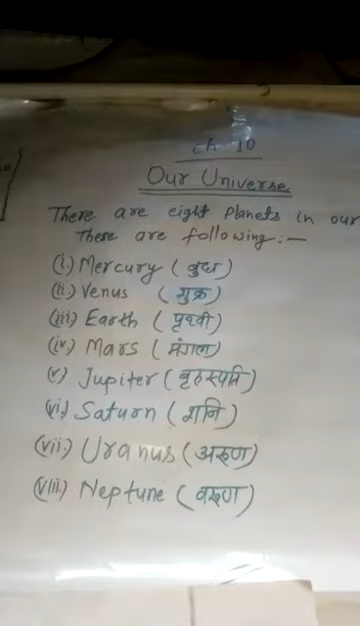 Ch - 10
Our Universe
There are eight Planets in our
These are following:—
(i.) Mercury (बुध)
(ii.) Venus (शुक्र)
(iii) Earth (पृथ्वी)
(iv.) Mars (मंगल)
(v.) Jupiter (बृहस्पति)
(vi.) Saturn (शनि)
(vii.) Uranus (अरूण)
(viii.) Neptune (वरूण)